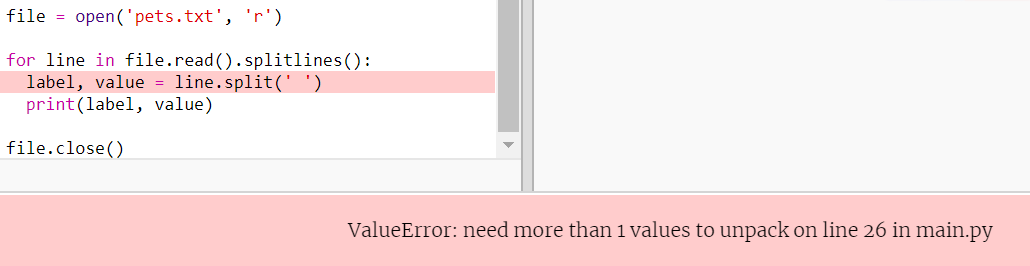 file = open('pets.txt', 'r')
for line in file.read().splitlines():
label, value = line.split(' ')
print(label, value)
file.close()
ValueError: need more than 1 values to unpack on line 26 in main.py